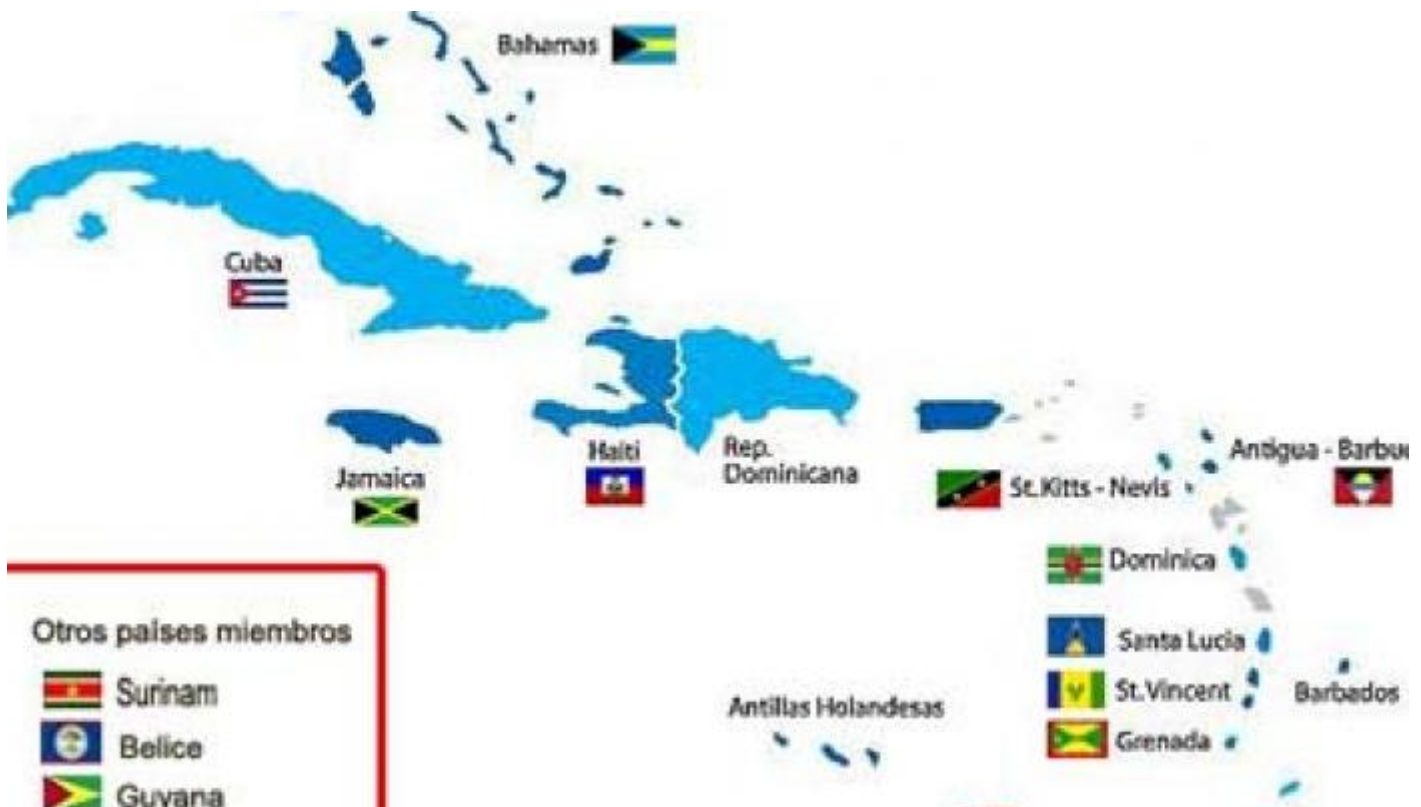 Bahamas
Cuba
Jamaica
Haiti
Rep.
Dominicana
St.Kitts - Nevis
Antigua - Barbuc
Dominica
Santa Lucia
St.Vincent
Grenada
Barbados
Antillas Holandesas
Otros países miembros
Surinam
Belice
Guyana